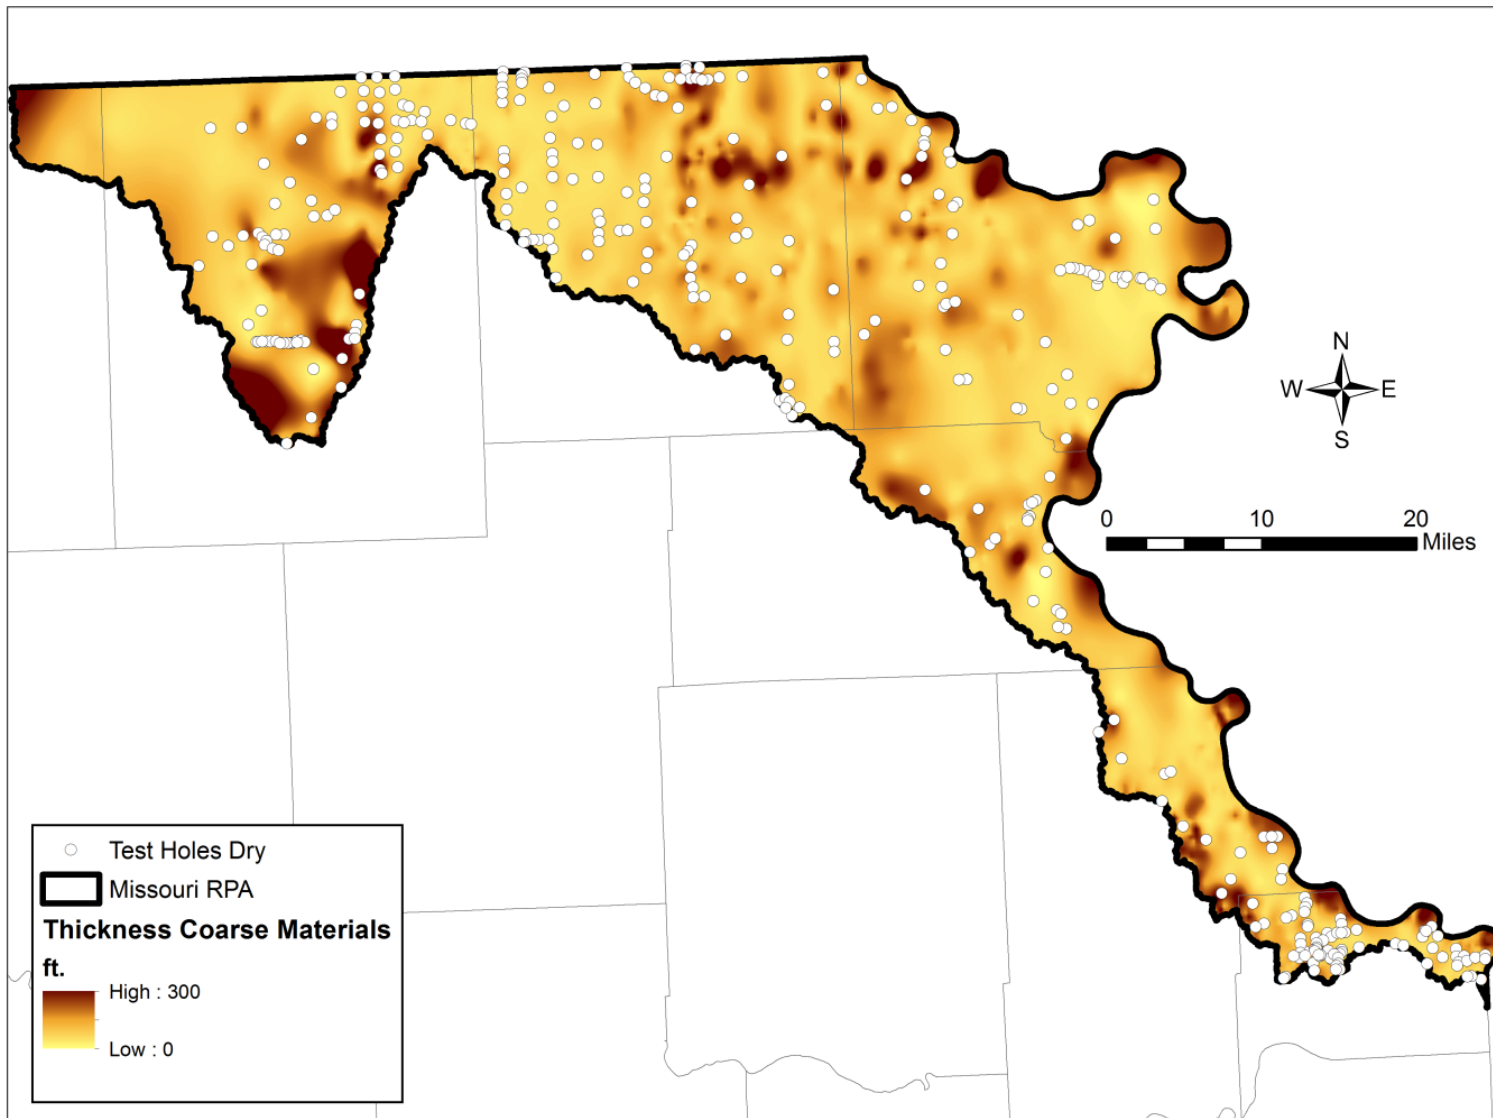 N
W E
S
0 10 20
Miles
Test Holes Dry
Missouri RPA
Thickness Coarse Materials
ft.
High : 300
Low : 0